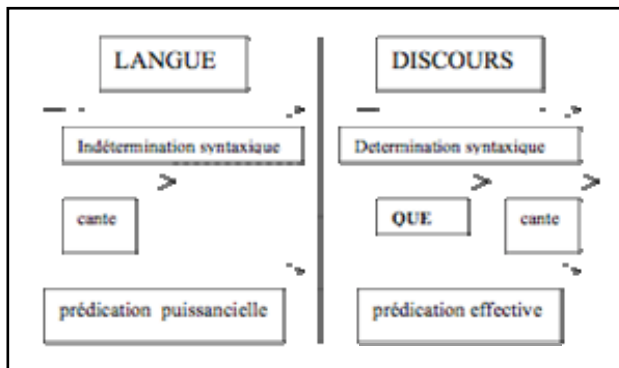 LANGUE
DISCOURS
Indétermination syntaxique
Determination syntaxique
cante
QUE
cante
prédication puissancielle
prédication effective